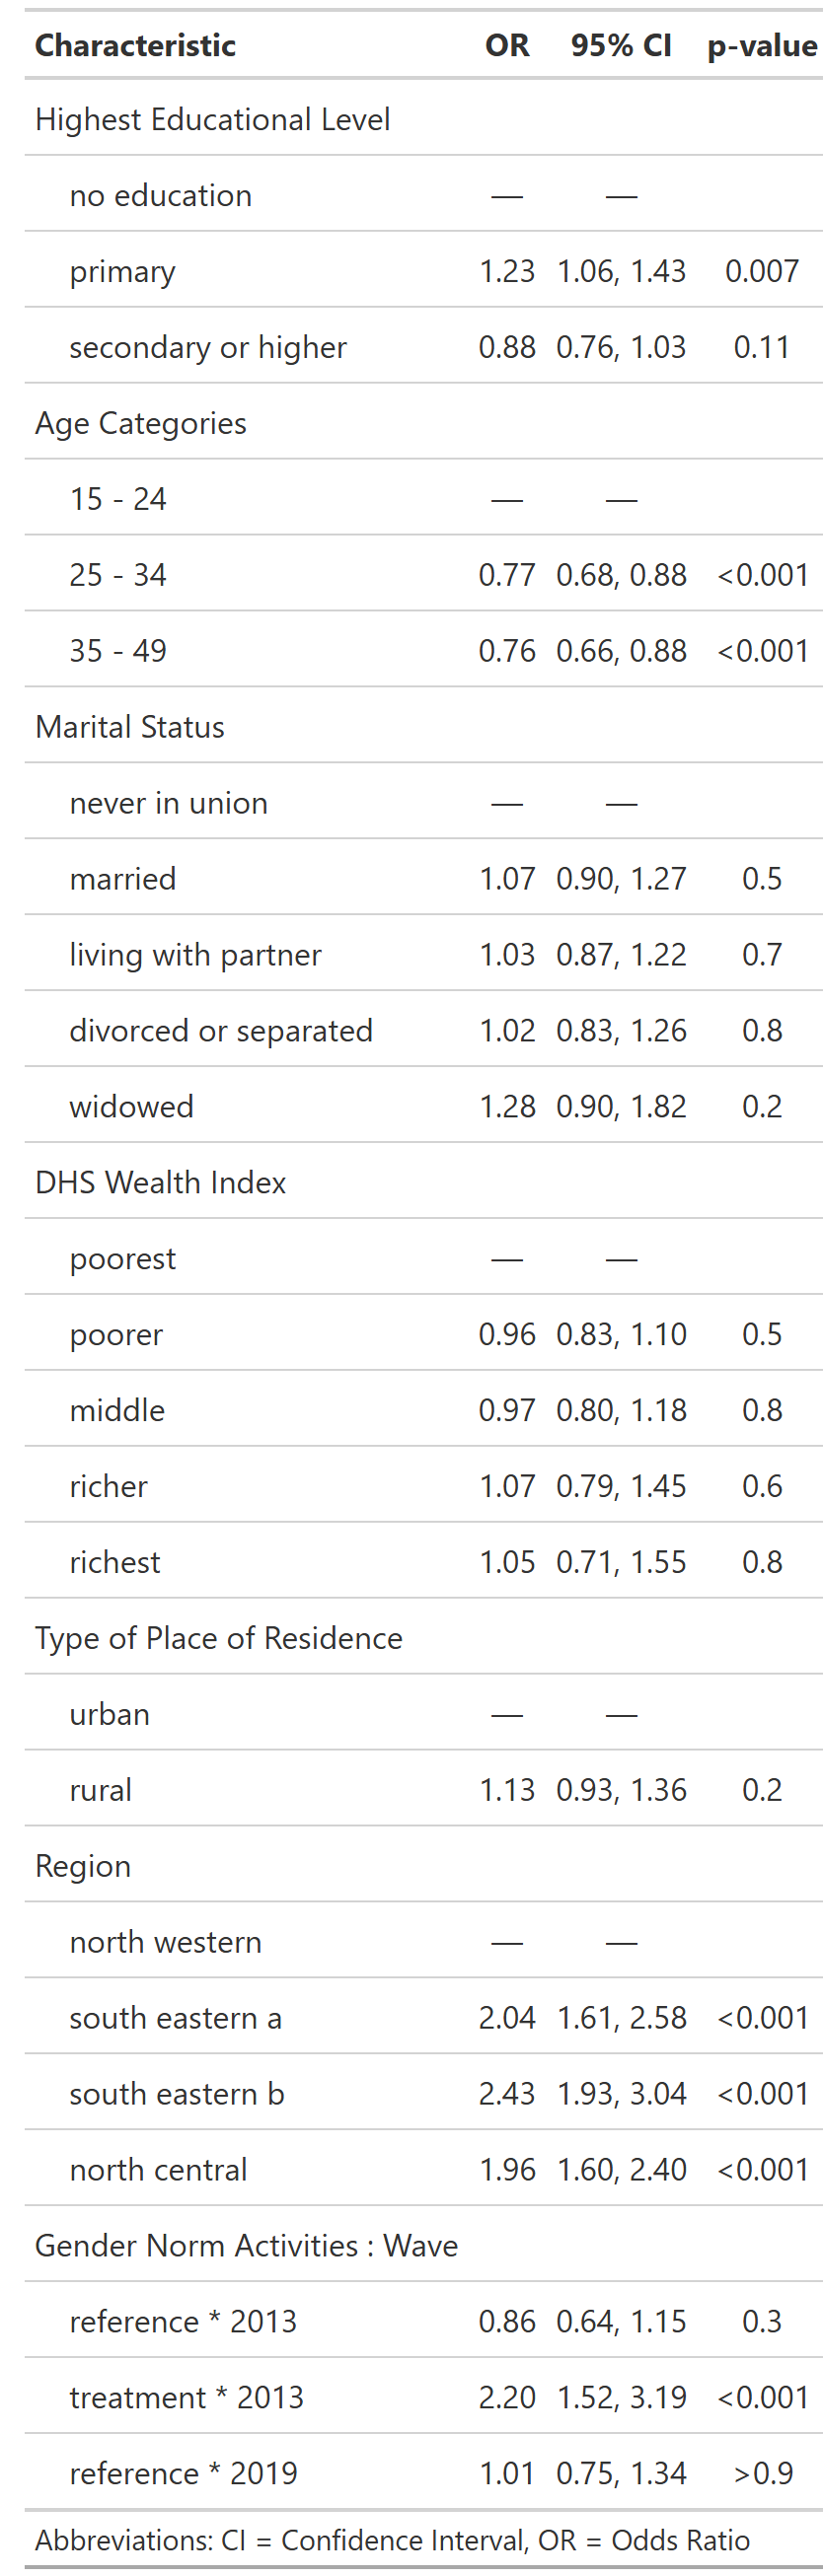 Characteristic OR 95% CI p-value
Highest Educational Level
no education — —
primary 1.23 1.06, 1.43 0.007
secondary or higher 0.88 0.76, 1.03 0.11
Age Categories
15 - 24 — —
25 - 34 0.77 0.68, 0.88 <0.001
35 - 49 0.76 0.66, 0.88 <0.001
Marital Status
never in union — —
married 1.07 0.90, 1.27 0.5
living with partner 1.03 0.87, 1.22 0.7
divorced or separated 1.02 0.83, 1.26 0.8
widowed 1.28 0.90, 1.82 0.2
DHS Wealth Index
poorest — —
poorer 0.96 0.83, 1.10 0.5
middle 0.97 0.80, 1.18 0.8
richer 1.07 0.79, 1.45 0.6
richest 1.05 0.71, 1.55 0.8
Type of Place of Residence
urban — —
rural 1.13 0.93, 1.36 0.2
Region
north western — —
south eastern a 2.04 1.61, 2.58 <0.001
south eastern b 2.43 1.93, 3.04 <0.001
north central 1.96 1.60, 2.40 <0.001
Gender Norm Activities : Wave
reference * 2013 0.86 0.64, 1.15 0.3
treatment * 2013 2.20 1.52, 3.19 <0.001
reference * 2019 1.01 0.75, 1.34 >0.9
Abbreviations: CI = Confidence Interval, OR = Odds Ratio